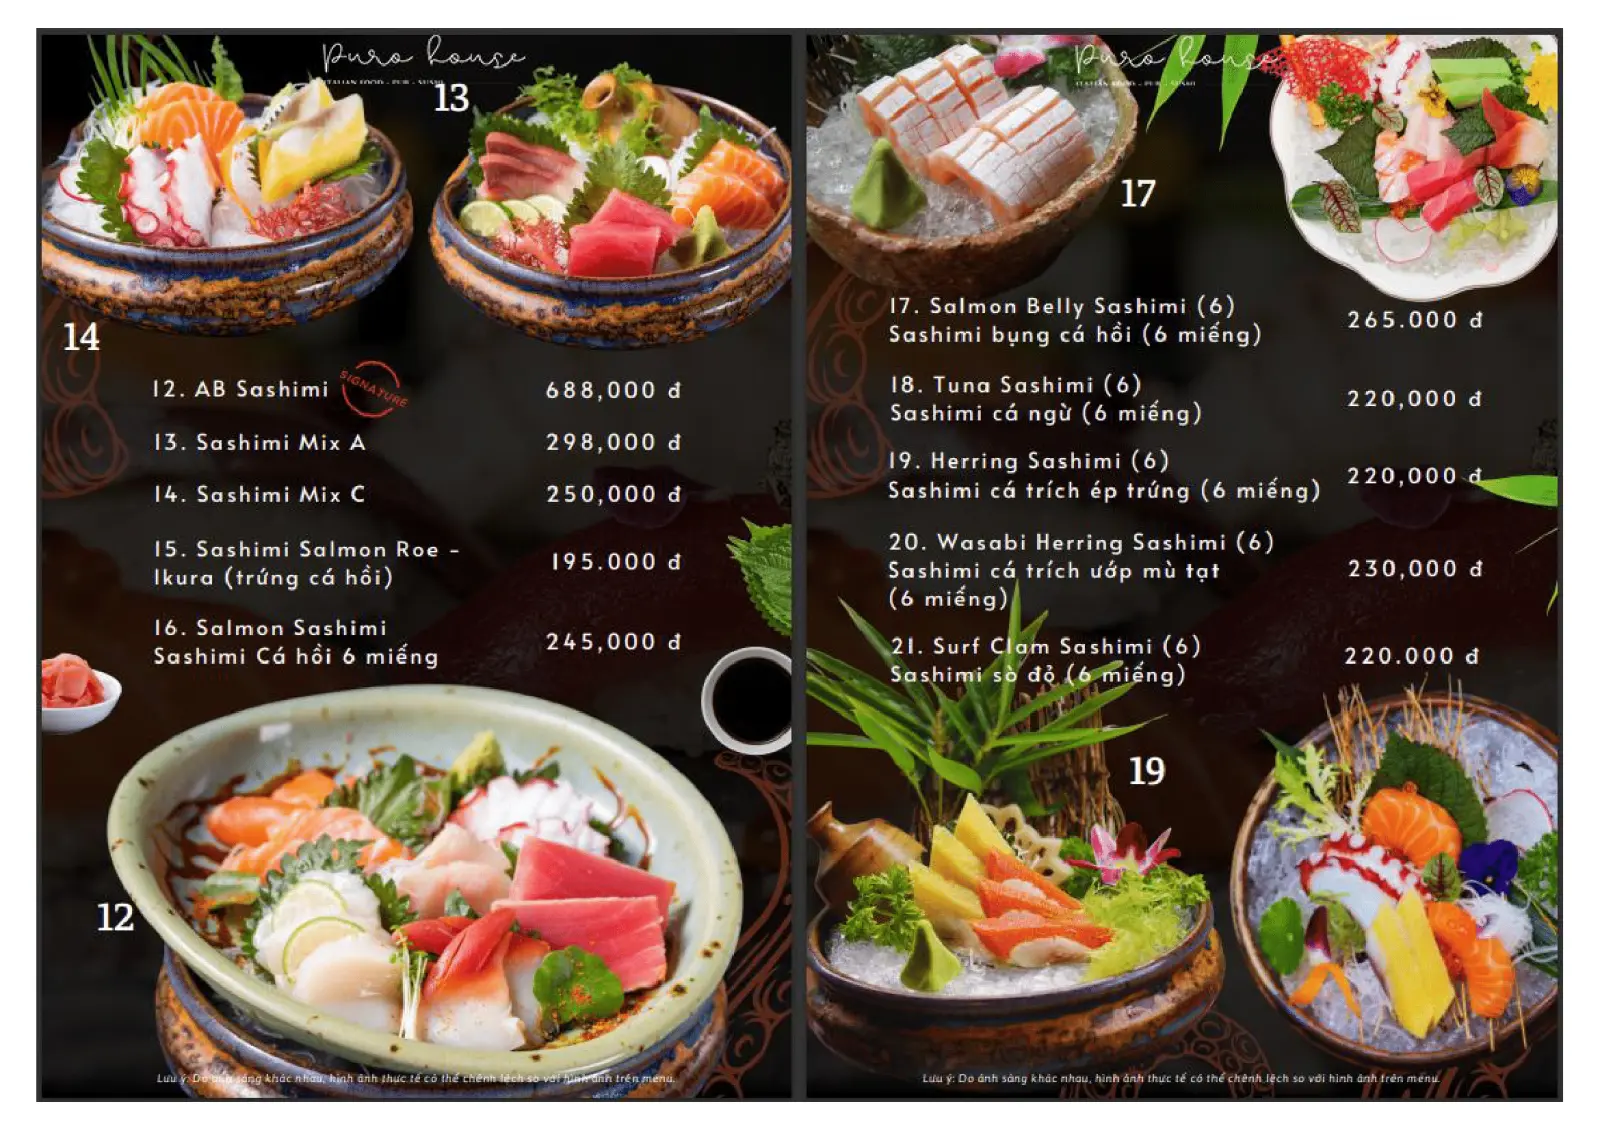 Puro house
ITALIAN FOOD - PUB - SUSHI
13
14
12. AB Sashimi SIGNATURE 688,000 đ
13. Sashimi Mix A 298,000 đ
14. Sashimi Mix C 250,000 đ
15. Sashimi Salmon Roe -
Ikura (trứng cá hồi) 195.000 đ
16. Salmon Sashimi
Sashimi Cá hồi 6 miếng 245,000 đ
12
Lưu ý: Do ánh sáng khác nhau, hình ảnh thực tế có thể chênh lệch so với hình ảnh trên menu.
Puro house
ITALIAN FOOD - PUB - SUSHI
17
17. Salmon Belly Sashimi (6)
Sashimi bụng cá hồi (6 miếng) 265.000 đ
18. Tuna Sashimi (6)
Sashimi cá ngừ (6 miếng) 220,000 đ
19. Herring Sashimi (6)
Sashimi cá trích ép trứng (6 miếng) 220,000 đ
20. Wasabi Herring Sashimi (6)
Sashimi cá trích ướp mù tạt 230,000 đ
(6 miếng)
21. Surf Clam Sashimi (6)
Sashimi sò đỏ (6 miếng) 220.000 đ
19
Lưu ý: Do ánh sáng khác nhau, hình ảnh thực tế có thể chênh lệch so với hình ảnh trên menu.